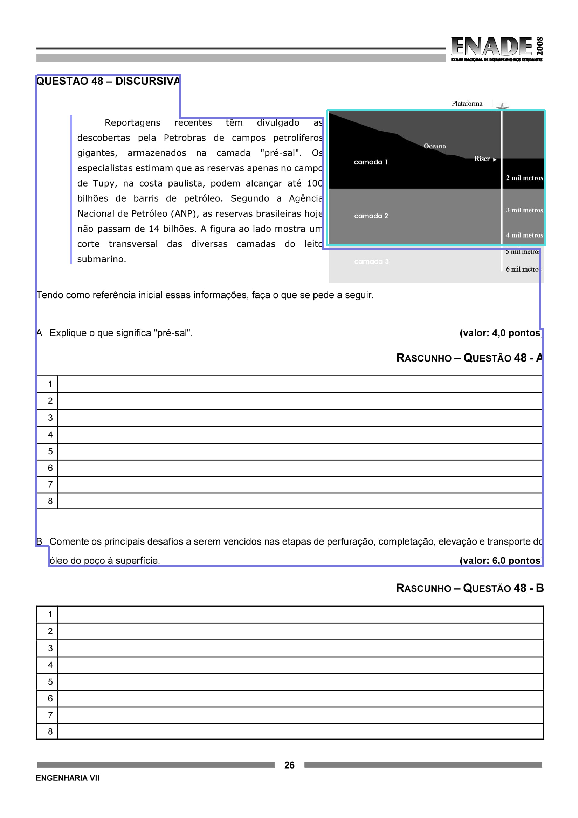 ENADE 2008
EXAME NACIONAL DE DESEMPENHO DOS ESTUDANTES
QUESTÃO 48 – DISCURSIVA
Reportagens recentes têm divulgado as
descobertas pela Petrobras de campos petrolíferos
gigantes, armazenados na camada "pré-sal". Os
especialistas estimam que as reservas apenas no campo
de Tupy, na costa paulista, podem alcançar até 100
bilhões de barris de petróleo. Segundo a Agência
Nacional de Petróleo (ANP), as reservas brasileiras hoje
não passam de 14 bilhões. A figura ao lado mostra um
corte transversal das diversas camadas do leito
submarino.
Plataforma
Oceano
Riser
camada 1
2 mil metros
3 mil metros
camada 2
4 mil metros
5 mil metros
camada 3
6 mil metro
Tendo como referência inicial essas informações, faça o que se pede a seguir.
A Explique o que significa "pré-sal". (valor: 4,0 pontos)
RASCUNHO – QUESTÃO 48 - A
1
2
3
4
5
6
7
8
B Comente os principais desafios a serem vencidos nas etapas de perfuração, completação, elevação e transporte do
óleo do poço à superfície. (valor: 6,0 pontos)
RASCUNHO – QUESTÃO 48 - B
1
2
3
4
5
6
7
8
26
ENGENHARIA VII